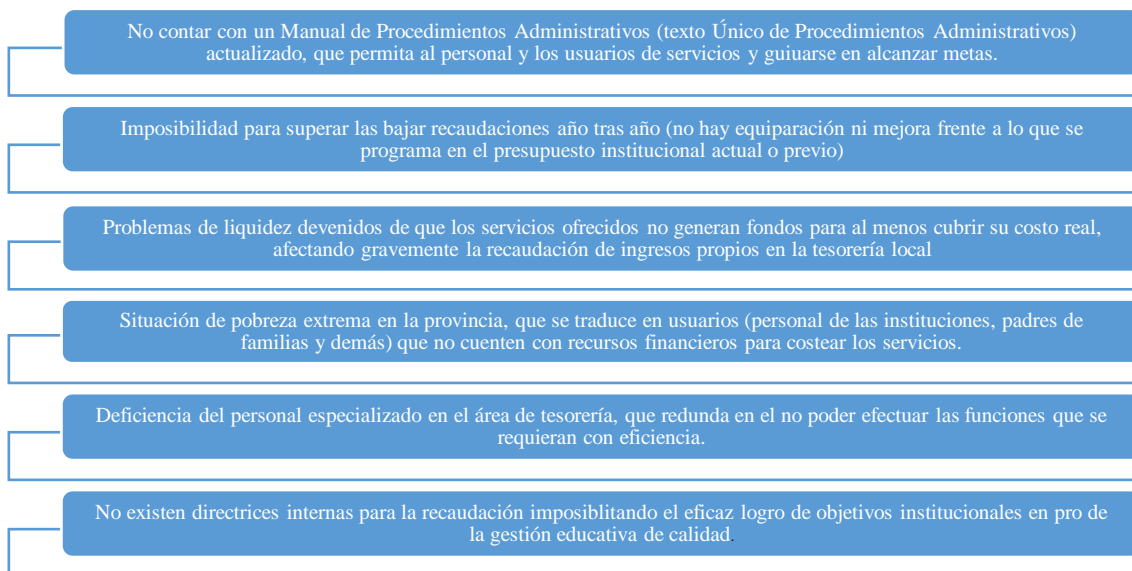 No contar con un Manual de Procedimientos Administrativos (texto Único de Procedimientos Administrativos)
actualizado, que permita al personal y los usuarios de servicios y guiuarse en alcanzar metas.
Imposibilidad para superar las bajar recaudaciones año tras año (no hay equiparación ni mejora frente a lo que se
programa en el presupuesto institucional actual o previo)
Problemas de liquidez devenidos de que los servicios ofrecidos no generan fondos para al menos cubrir su costo real,
afectando gravemente la recaudación de ingresos propios en la tesorería local
Situación de pobreza extrema en la provincia, que se traduce en usuarios (personal de las instituciones, padres de
familias y demás) que no cuenten con recursos financieros para costear los servicios.
Deficiencia del personal especializado en el área de tesorería, que redunda en el no poder efectuar las funciones que se
requieran con eficiencia.
No existen directrices internas para la recaudación imposiblitando el eficaz logro de objetivos institucionales en pro de
la gestión educativa de calidad.